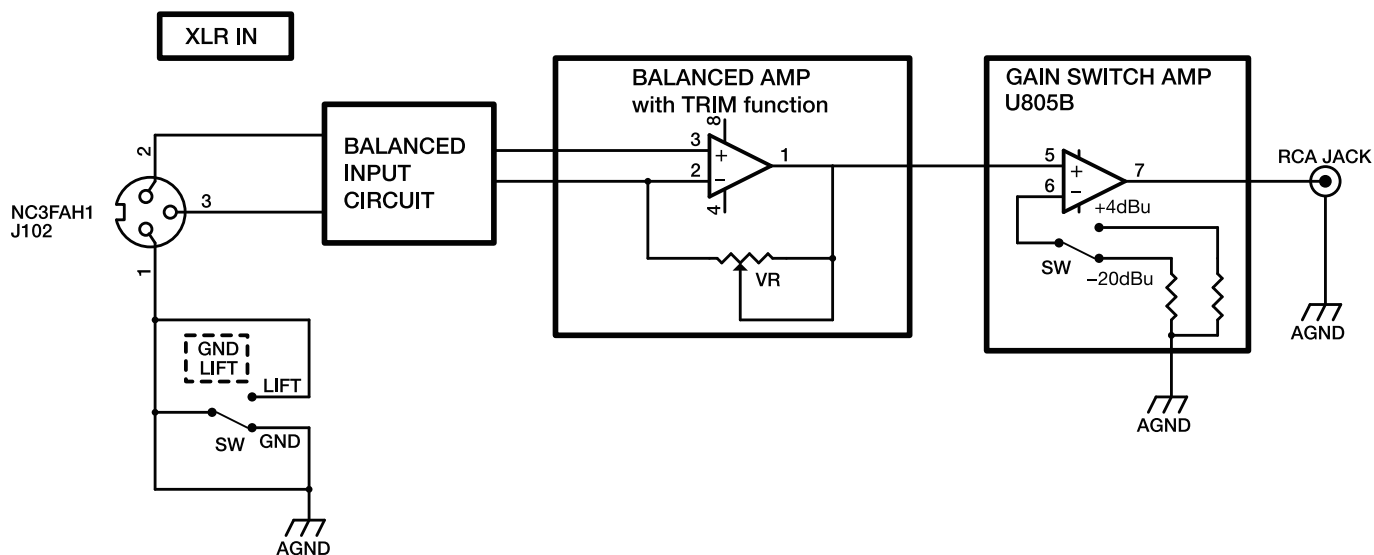 XLR IN
BALANCED AMP
with TRIM function
GAIN SWITCH AMP
U805B
BALANCED
INPUT
CIRCUIT
NC3FAH1
J102
2
3
1
3
2
8
4
1
+
−
VR
5
6
7
+
−
+4dBu
SW
−20dBu
RCA JACK
AGND
AGND
GND
LIFT
LIFT
SW
GND
AGND